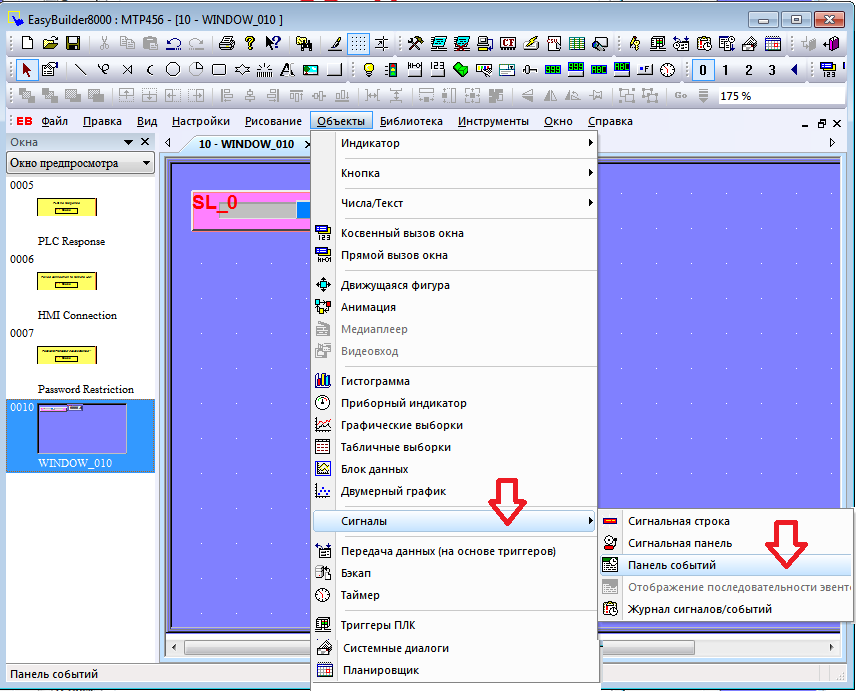 EasyBuilder8000 : MTP456 - [10 - WINDOW_010 ]
0 1 2 3
Go 175 %
EB Файл Правка Вид Настройки Рисование Объекты Библиотека Инструменты Окно Справка
Окна
Окно предпросмотра
10 - WINDOW_010
0005
PLC Response
0006
HMI Connection
0007
Password Restriction
0010
WINDOW_010
SL_0
Индикатор
Кнопка
Числа/Текст
Косвенный вызов окна
Прямой вызов окна
Движущаяся фигура
Анимация
Медиаплеер
Видеовход
Гистограмма
Приборный индикатор
Графические выборки
Табличные выборки
Блок данных
Двумерный график
Сигналы
Передача данных (на основе триггеров)
Бэкап
Таймер
Триггеры ПЛК
Системные диалоги
Планировщик
Сигнальная строка
Сигнальная панель
Панель событий
Отображение последовательности эвент
Журнал сигналов/событий
Панель событий